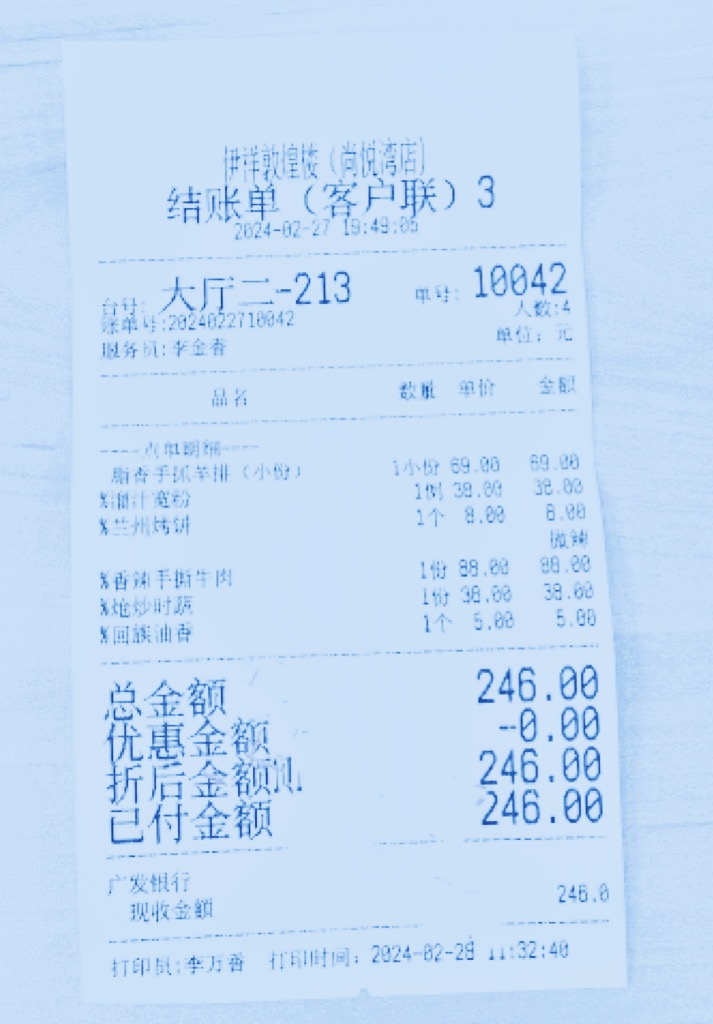 伊洋敦煌楼（尚悦湾店）
结账单（客户联）3
2024-02-27 19:49:05
台号: 大厅二-213 单号: 10042
账单号:2024022710042 人数:4
服务员:李金香 单位: 元
品名 数量 单价 金额
----点单明细----
脂香手抓羊排（小份） 1小份 69.00 69.00
%湘汁宽粉 1例 38.00 38.00
%兰州烤饼 1个 8.00 8.00
微辣
%香辣手撕牛肉 1份 88.00 88.00
%炝炒时蔬 1份 38.00 38.00
%回族油香 1个 5.00 5.00
总金额 246.00
优惠金额 -0.00
折后金额 246.00
已付金额 246.00
广发银行
现收金额 246.0
打印员:李万香 打印时间: 2024-02-28 11:32:40